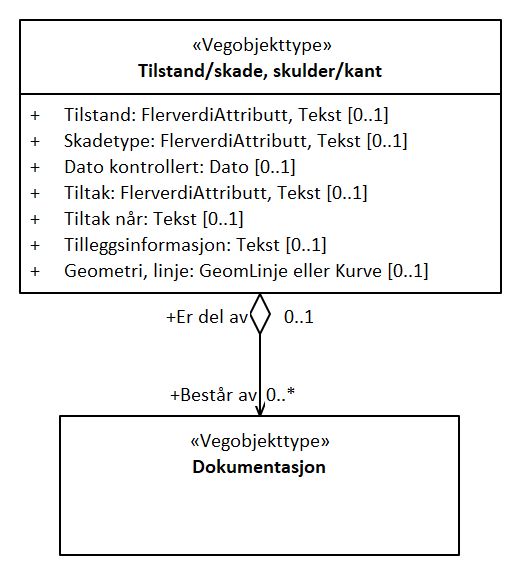 «Vegobjekttype»
Tilstand/skade, skulder/kant
+ Tilstand: FlerverdiAttributt, Tekst [0..1]
+ Skadetype: FlerverdiAttributt, Tekst [0..1]
+ Dato kontrollert: Dato [0..1]
+ Tiltak: FlerverdiAttributt, Tekst [0..1]
+ Tiltak når: Tekst [0..1]
+ Tilleggsinformasjon: Tekst [0..1]
+ Geometri, linje: GeomLinje eller Kurve [0..1]
+Er del av 0..1
+Består av 0..*
«Vegobjekttype»
Dokumentasjon